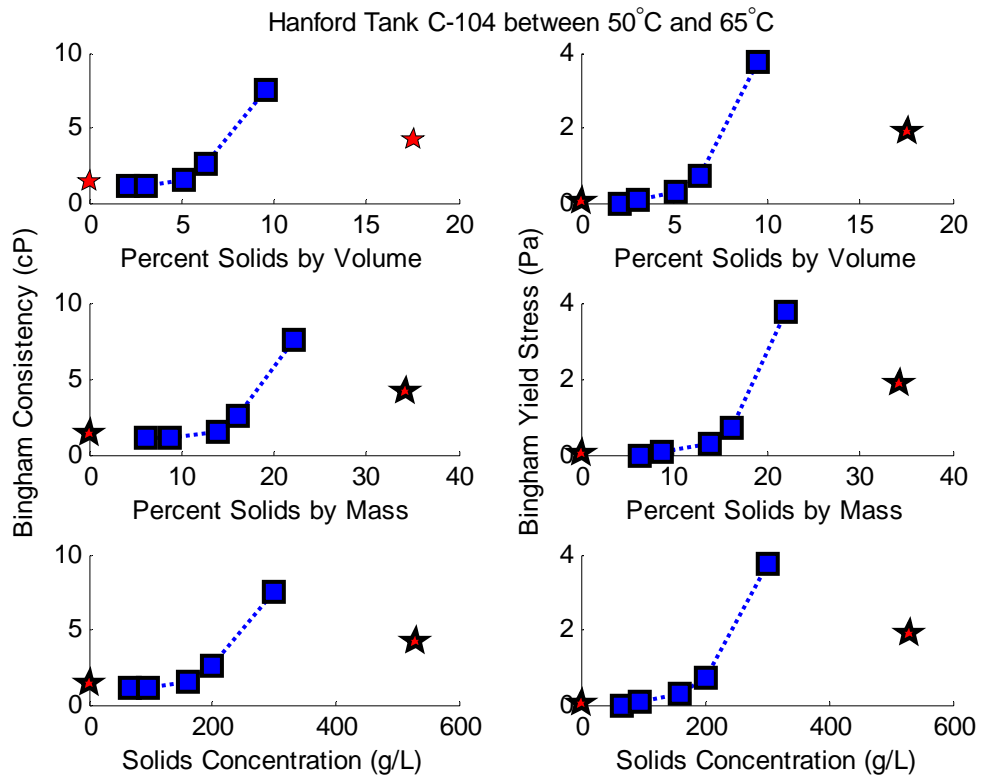 Hanford Tank C-104 between 50°C and 65°C
Bingham Consistency (cP)
10
5
0
0 5 10 15 20
Percent Solids by Volume
10
5
0
0 10 20 30 40
Percent Solids by Mass
10
5
0
0 200 400 600
Solids Concentration (g/L)
Bingham Yield Stress (Pa)
4
2
0
0 5 10 15 20
Percent Solids by Volume
4
2
0
0 10 20 30 40
Percent Solids by Mass
4
2
0
0 200 400 600
Solids Concentration (g/L)